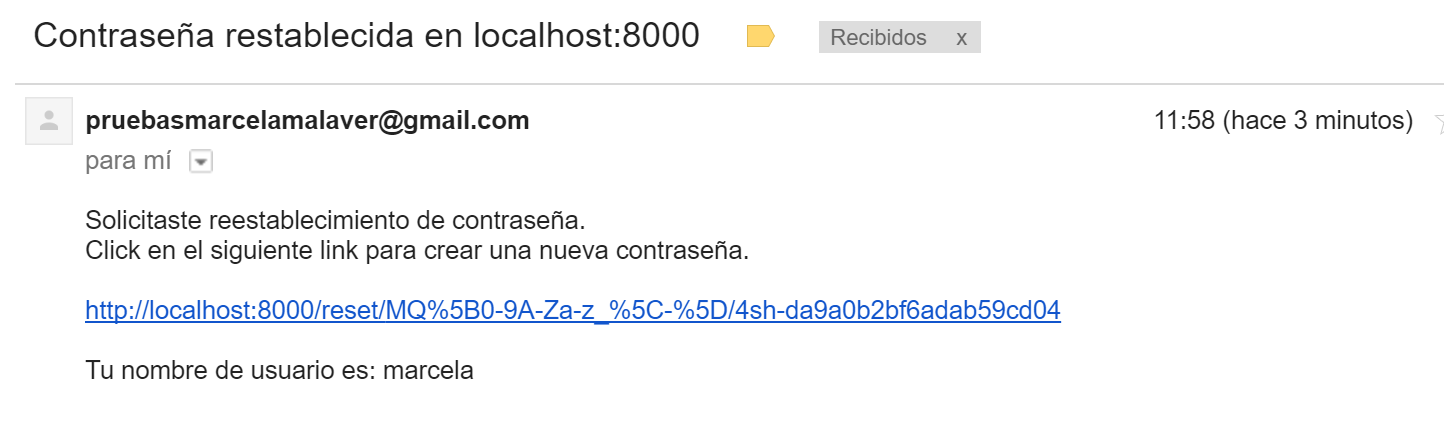 Contraseña restablecida en localhost:8000
Recibidos x
pruebasmarcelamalaver@gmail.com
11:58 (hace 3 minutos)
para mí
Solicitaste reestablecimiento de contraseña.
Click en el siguiente link para crear una nueva contraseña.
http://localhost:8000/reset/MQ%5B0-9A-Za-z_%5C-%5D/4sh-da9a0b2bf6adab59cd04
Tu nombre de usuario es: marcela